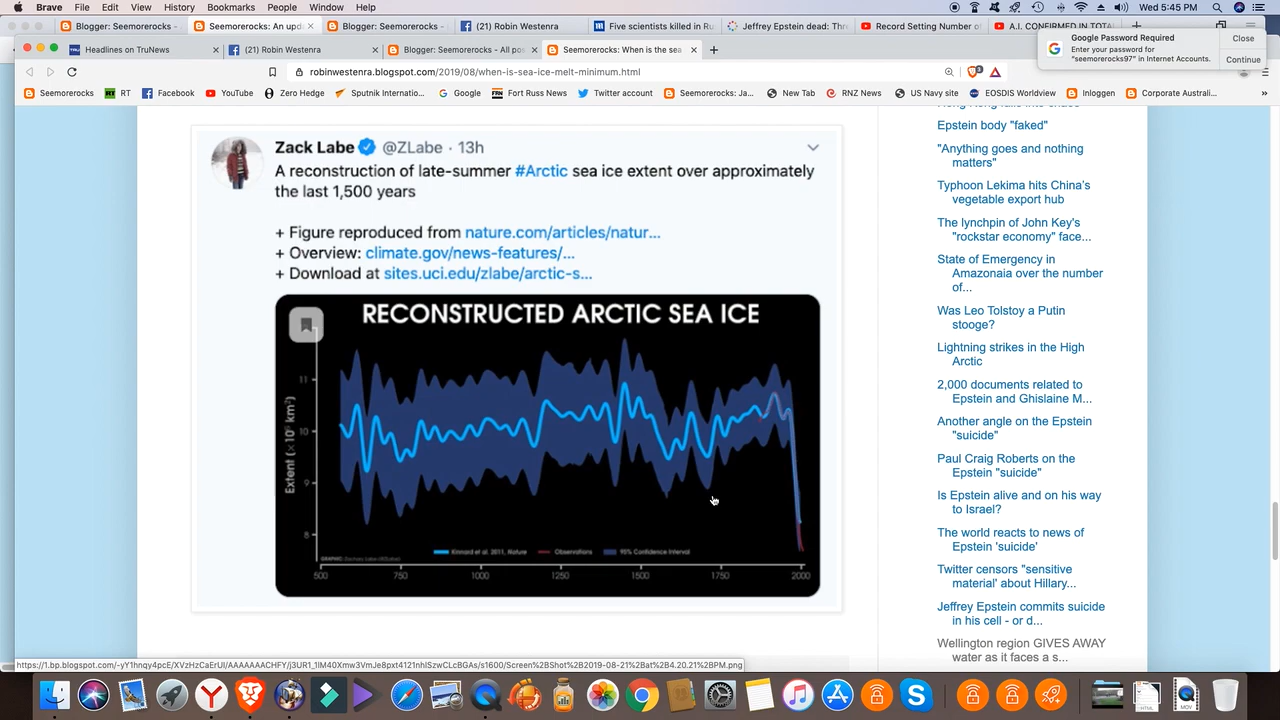 Brave File Edit View History Bookmarks People Window Help Wed 5:45 PM
Seemorerocks - Seemorerocks: An upd Blogger: Seemorerocks - (21) Robin Westenra Five scientists killed in Ru Jeffrey Epstein dead: Thr Record Setting Number o A.I. CONFIRMED IN TOTA
Headlines on TruNews (21) Robin Westenra Blogger: Seemorerocks - All po Seemorerocks: When is the sea
Google Password Required
Enter your password for
"seemorerocks97" in Internet Accounts.
Close
Continue
robinwestenra.blogspot.com/2019/08/when-is-sea-ice-melt-minimum.html
Seemorerocks RT Facebook YouTube Zero Hedge Sputnik Internatio... Google Fort Russ News Twitter account Seemorerocks: Ja... New Tab RNZ News US Navy site EOSDIS Worldview Inloggen Corporate Australi...
Zack Labe @ZLabe · 13h
A reconstruction of late-summer #Arctic sea ice extent over approximately
the last 1,500 years
+ Figure reproduced from nature.com/articles/natur...
+ Overview: climate.gov/news-features/...
+ Download at sites.uci.edu/zlabe/arctic-s...
RECONSTRUCTED ARCTIC SEA ICE
Extent (×10⁶ km²)
11
10
9
8
Kinnard et al. 2011, Nature Observations 95% Confidence Interval
500 750 1000 1250 1500 1750 2000
Epstein body "faked"
"Anything goes and nothing
matters"
Typhoon Lekima hits China's
vegetable export hub
The lynchpin of John Key's
"rockstar economy" face...
State of Emergency in
Amazonaia over the number
of...
Was Leo Tolstoy a Putin
stooge?
Lightning strikes in the High
Arctic
2,000 documents related to
Epstein and Ghislaine M...
Another angle on the Epstein
"suicide"
Paul Craig Roberts on the
Epstein "suicide"
Is Epstein alive and on his way
to Israel?
The world reacts to news of
Epstein 'suicide'
Twitter censors "sensitive
material' about Hillary...
Jeffrey Epstein commits suicide
in his cell - or d...
Wellington region GIVES AWAY
water as it faces a s...